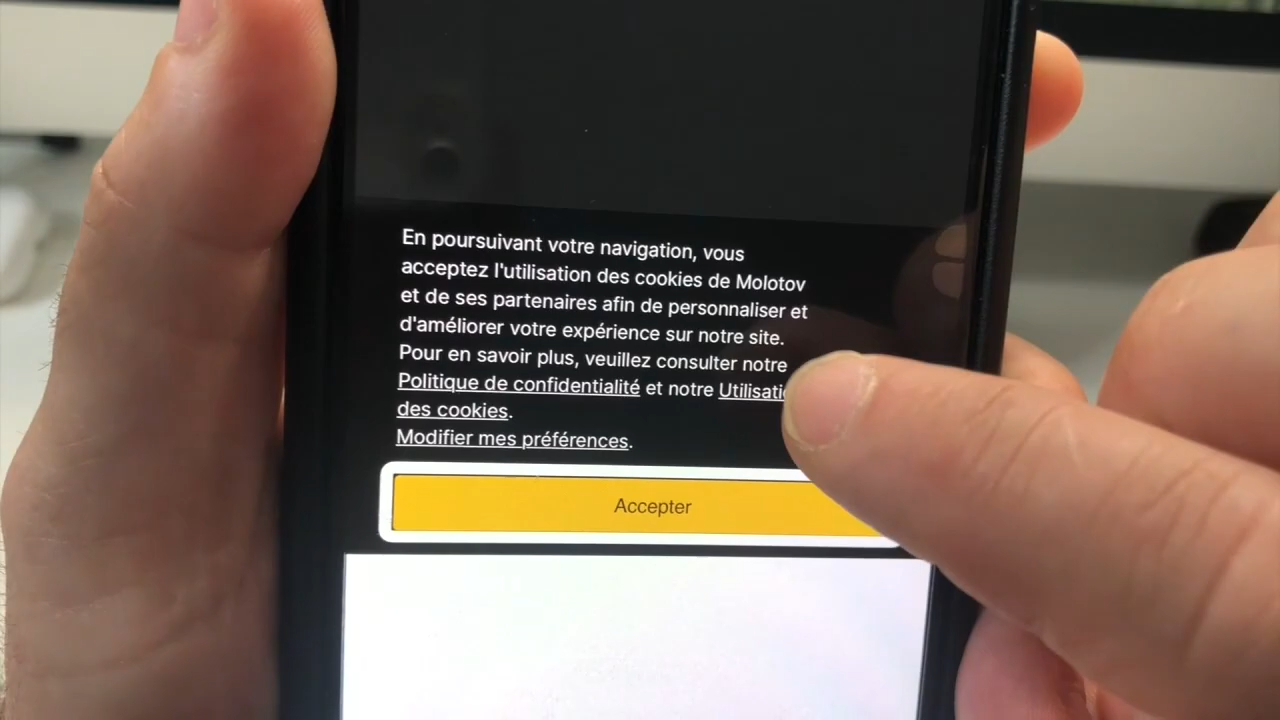 En poursuivant votre navigation, vous
acceptez l'utilisation des cookies de Molotov
et de ses partenaires afin de personnaliser et
d'améliorer votre expérience sur notre site.
Pour en savoir plus, veuillez consulter notre
Politique de confidentialité et notre
des cookies.
Modifier mes préférences.
Accepter